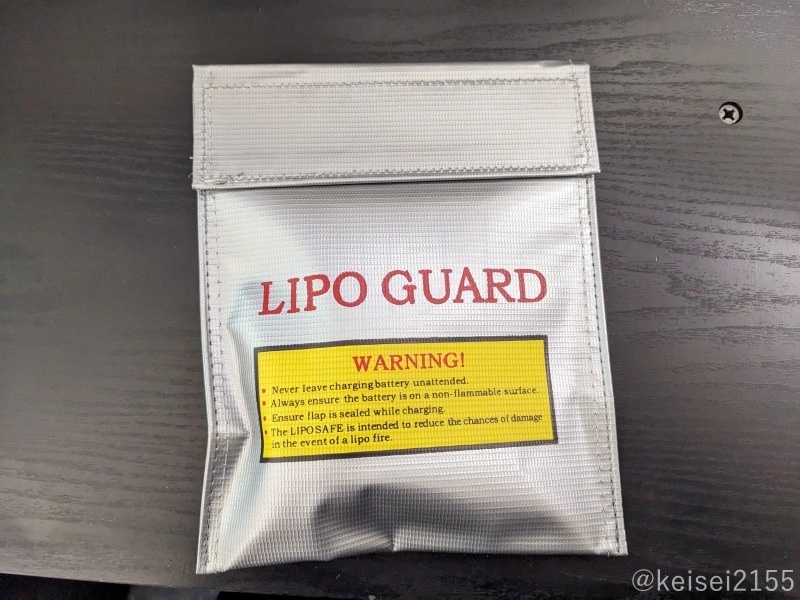 LIPO GUARD
WARNING!
• Never leave charging battery unattended.
• Always ensure the battery is on a non-flammable surface.
• Ensure flap is sealed while charging.
• The LIPOSAFE is intended to reduce the chances of damage
in the event of a lipo fire.
@keisei2155